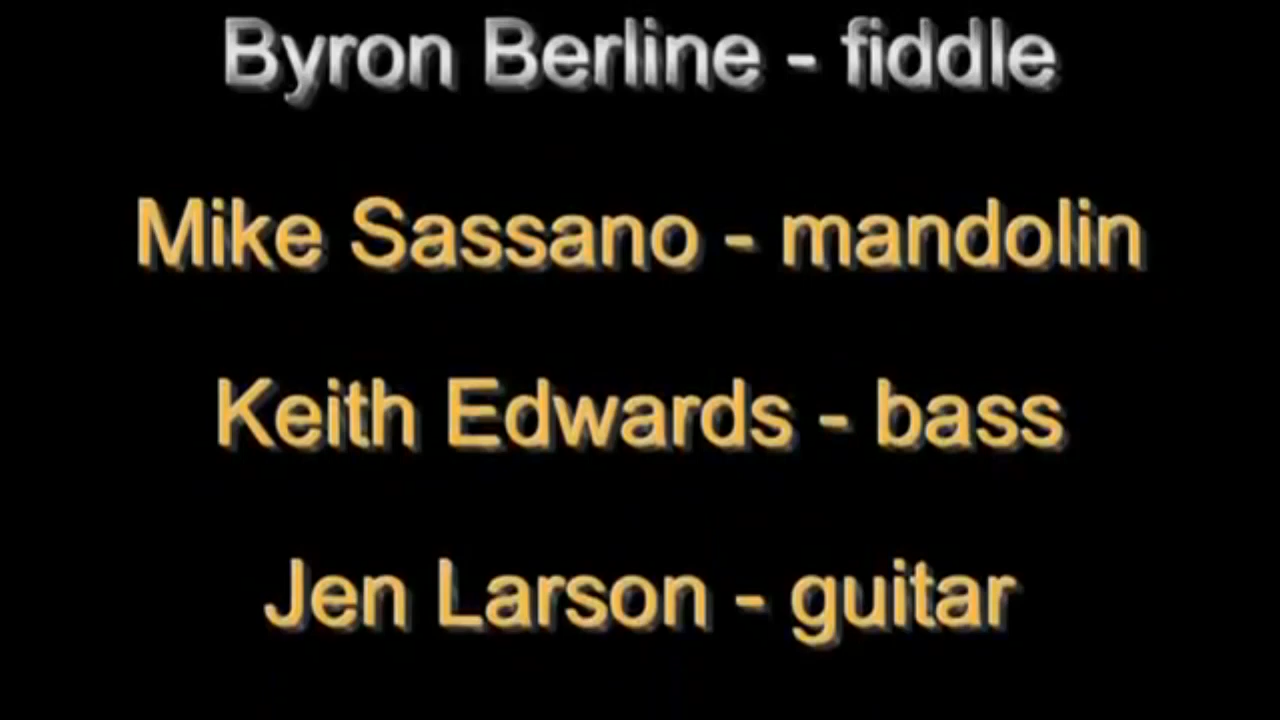 Byron Berline - fiddle
Mike Sassano - mandolin
Keith Edwards - bass
Jen Larson - guitar